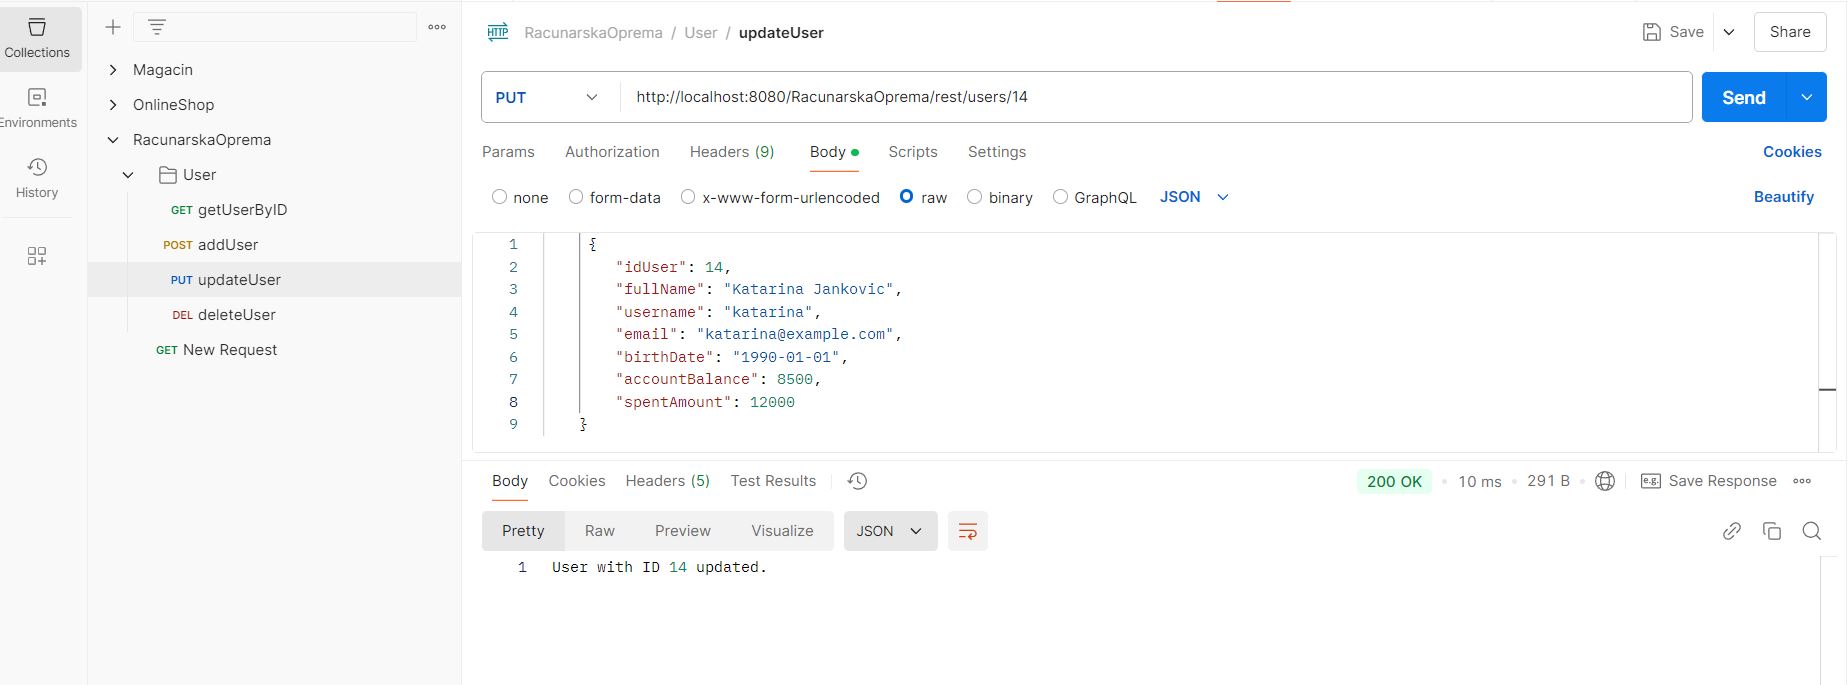 Collections
Environments
History
Magacin
OnlineShop
RacunarskaOprema
User
GET getUserByID
POST addUser
PUT updateUser
DEL deleteUser
GET New Request
HTTP RacunarskaOprema / User / updateUser
Save
Share
PUT http://localhost:8080/RacunarskaOprema/rest/users/14
Send
Params Authorization Headers (9) Body Scripts Settings
Cookies
none form-data x-www-form-urlencoded raw binary GraphQL JSON
Beautify
1 {
2 "idUser": 14,
3 "fullName": "Katarina Jankovic",
4 "username": "katarina",
5 "email": "katarina@example.com",
6 "birthDate": "1990-01-01",
7 "accountBalance": 8500,
8 "spentAmount": 12000
9 }
Body Cookies Headers (5) Test Results
200 OK • 10 ms • 291 B e.g. Save Response
Pretty Raw Preview Visualize JSON
1 User with ID 14 updated.